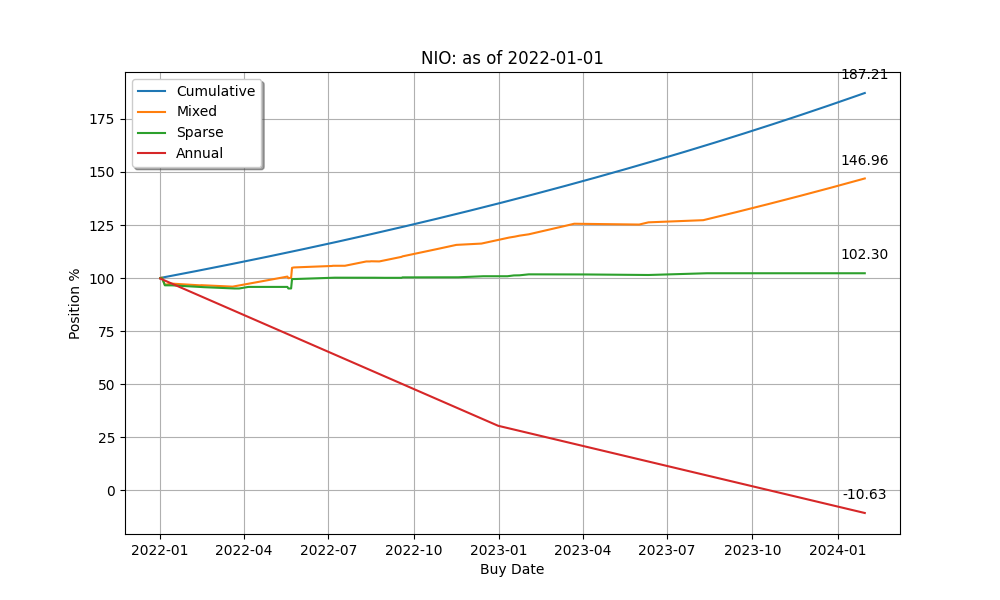 NIO: as of 2022-01-01
187.21
Cumulative
Mixed
Sparse
Annual
146.96
102.30
-10.63
175
150
125
100
75
50
25
0
Position %
2022-01 2022-04 2022-07 2022-10 2023-01 2023-04 2023-07 2023-10 2024-01
Buy Date